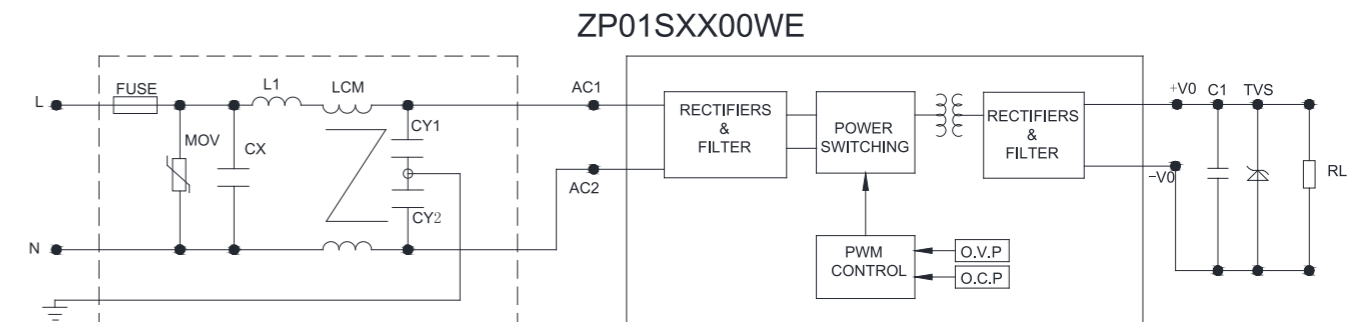 ZP01SXX00WE
L
FUSE
L1
LCM
AC1
MOV
CX
CY1
CY2
AC2
N
RECTIFIERS
&
FILTER
POWER
SWITCHING
RECTIFIERS
&
FILTER
PWM
CONTROL
O.V.P
O.C.P
+V0
C1
TVS
−V0
RL